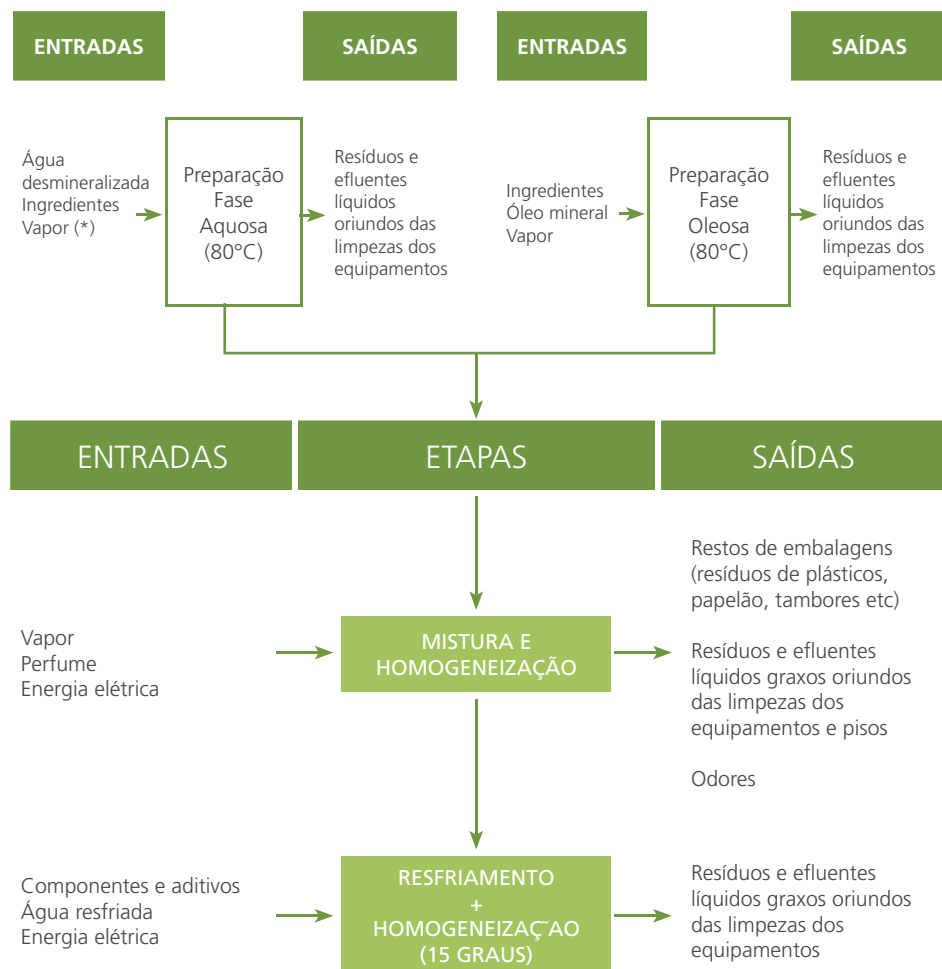 ENTRADAS
SAÍDAS
ENTRADAS
SAÍDAS
Água
desmineralizada
Ingredientes
Vapor (*)
Preparação
Fase
Aquosa
(80°C)
Resíduos e
efluentes
líquidos
oriundos das
limpezas dos
equipamentos
Ingredientes
Óleo mineral
Vapor
Preparação
Fase
Oleosa
(80°C)
Resíduos e
efluentes
líquidos
oriundos das
limpezas dos
equipamentos
ENTRADAS
ETAPAS
SAÍDAS
Vapor
Perfume
Energia elétrica
MISTURA E
HOMOGENEIZAÇÃO
Restos de embalagens
(resíduos de plásticos,
papelão, tambores etc)
Resíduos e efluentes
líquidos graxos oriundos
das limpezas dos
equipamentos e pisos
Odores
Componentes e aditivos
Água resfriada
Energia elétrica
RESFRIAMENTO
+
HOMOGENEIZAÇ˜AO
(15 GRAUS)
Resíduos e efluentes
líquidos graxos oriundos
das limpezas dos
equipamentos